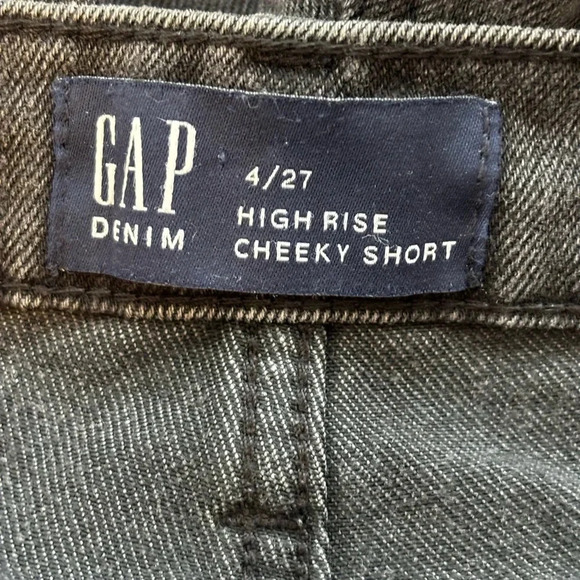 GAP
DENIM
4/27
HIGH RISE
CHEEKY SHORT